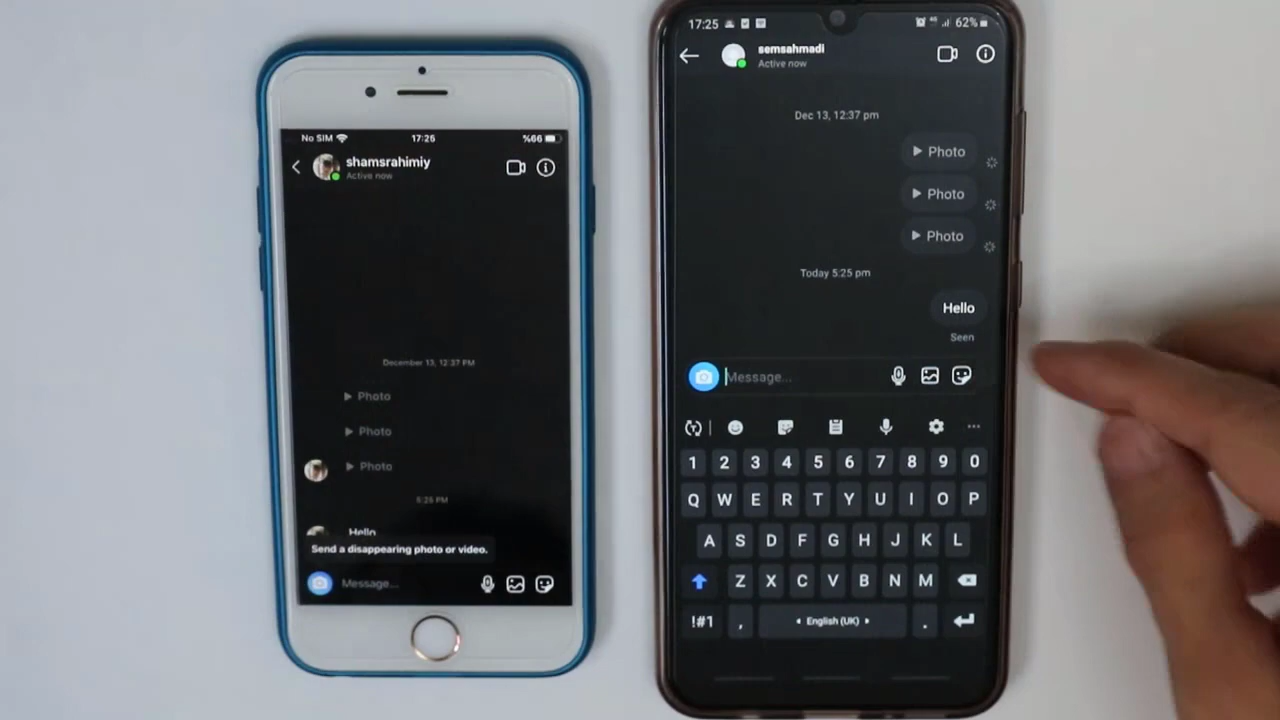 No SIM 17:25 %66
shamsrahimiy
Active now
December 13, 12:37 PM
Photo
Photo
Photo
5:25 PM
Hello
Send a disappearing photo or video.
Message...
17:25 62%
semsahmadi
Active now
Dec 13, 12:37 pm
Photo
Photo
Photo
Today 5:25 pm
Hello
Seen
Message...
1 2 3 4 5 6 7 8 9 0
Q W E R T Y U I O P
A S D F G H J K L
Z X C V B N M
!#1 , English (UK) .